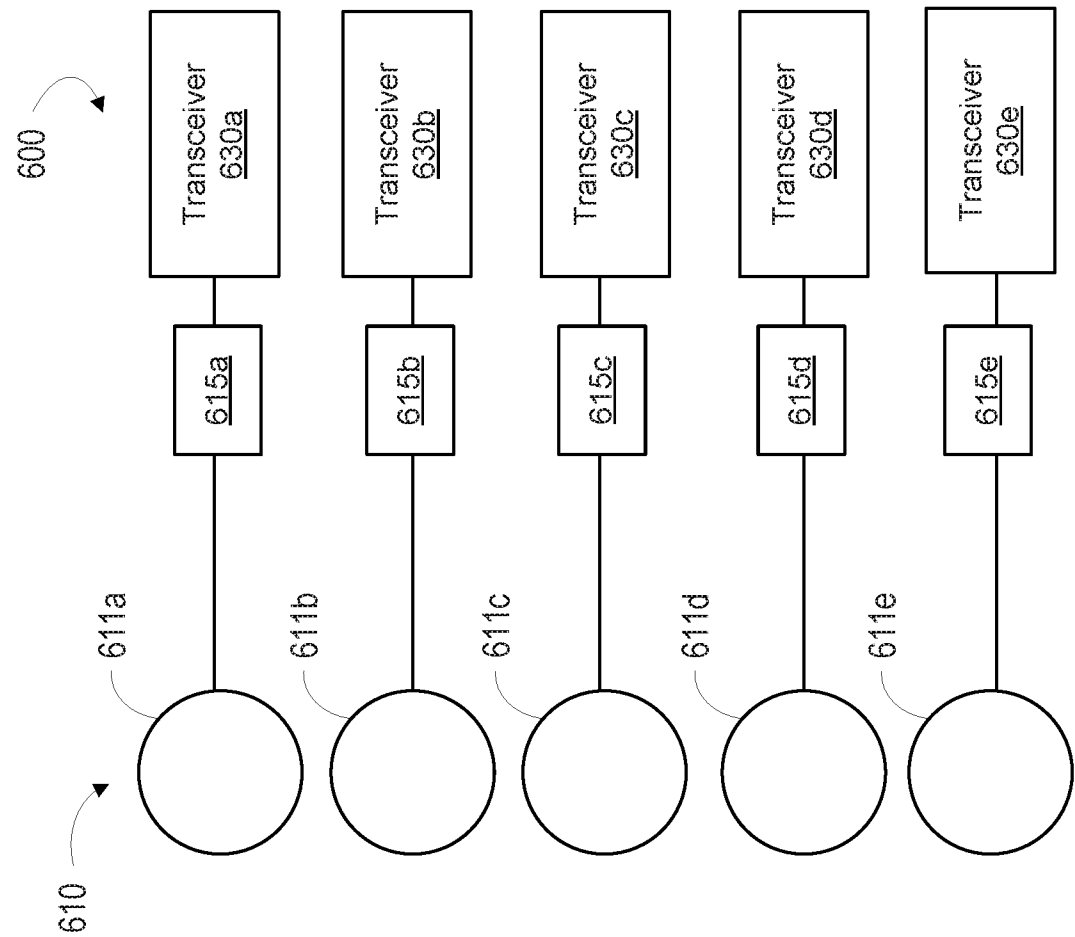 600
Transceiver
630a
Transceiver
630b
Transceiver
630c
Transceiver
630d
Transceiver
630e
615a
615b
615c
615d
615e
611a
611b
611c
611d
611e
610